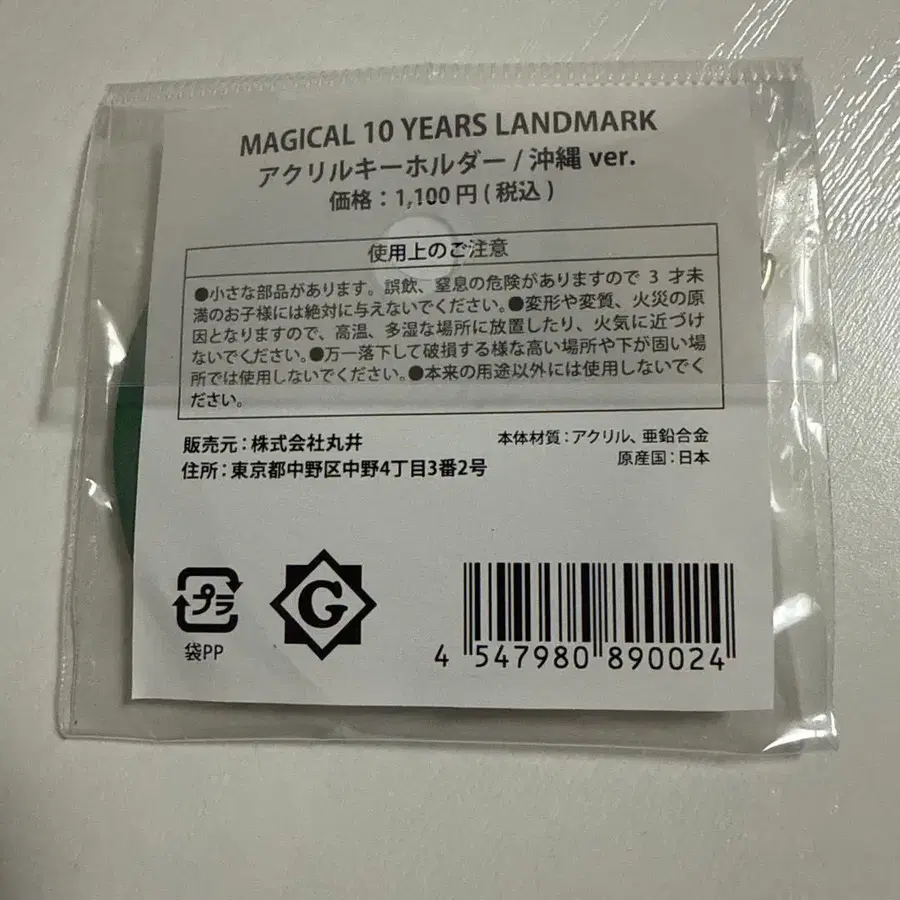 MAGICAL 10 YEARS LANDMARK
アクリルキーホルダー / 沖縄 ver.
価格：1,100 円 ( 税込 )
使用上のご注意
●小さな部品があります。誤飲、窒息の危険がありますので 3 才未
満のお子様には絶対に与えないでください。●変形や変質、火災の原
因となりますので、高温、多湿な場所に放置したり、火気に近づけ
ないでください。●万一落下して破損する様な高い場所や下が固い場
所では使用しないでください。●本来の用途以外には使用しないでく
ださい。
販売元：株式会社丸井
住所：東京都中野区中野4丁目3番2号
本体材質：アクリル、亜鉛合金
原産国：日本
プラ
袋PP
G
4 547980 890024